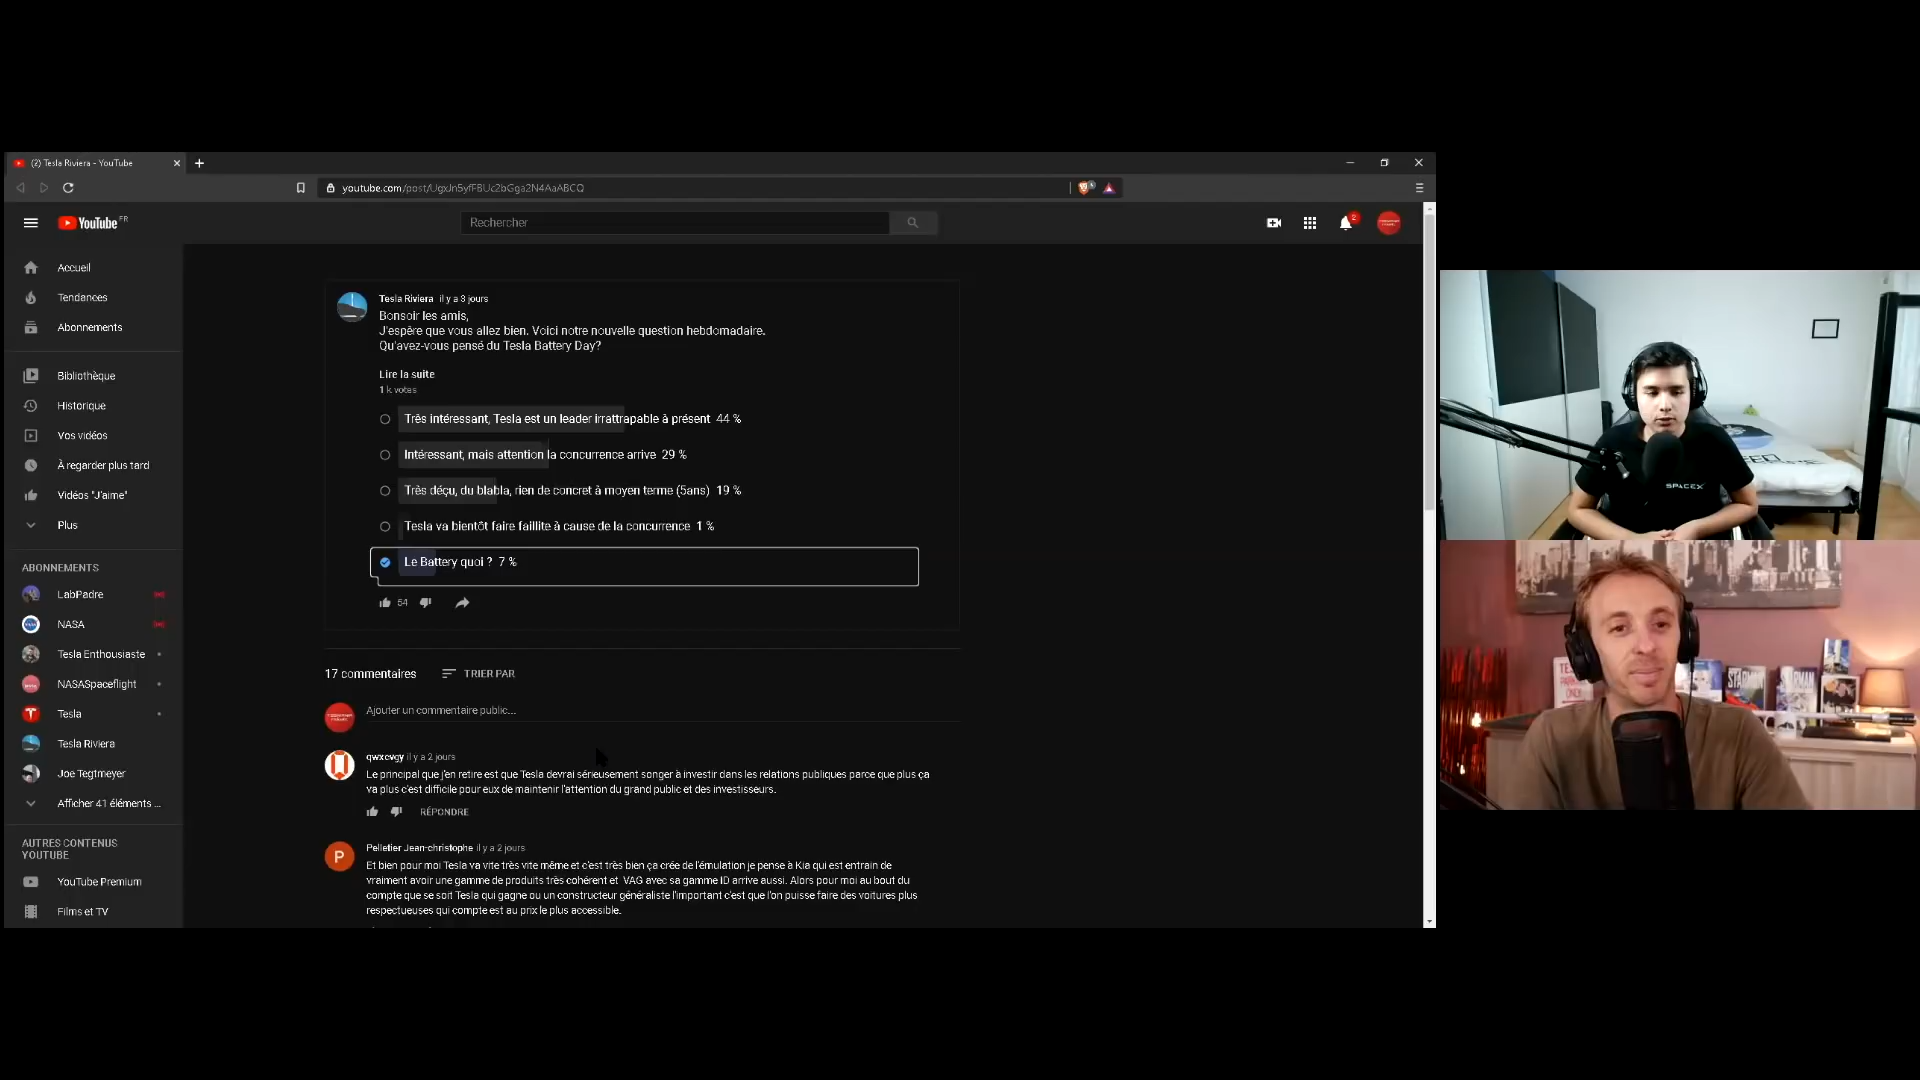 (2) Tesla Riviera - YouTube
youtube.com/post/UgxJn5yfFBUc2bGga2N4AaABCQ
YouTube FR
Rechercher
2
Accueil
Tendances
Abonnements
Bibliothèque
Historique
Vos vidéos
À regarder plus tard
Vidéos "J'aime"
Plus
ABONNEMENTS
LabPadre
NASA
Tesla Enthousiaste
NASASpaceflight
Tesla
Tesla Riviera
Joe Tegtmeyer
Afficher 41 éléments ...
AUTRES CONTENUS
YOUTUBE
YouTube Premium
Films et TV
Tesla Riviera il y a 3 jours
Bonsoir les amis,
J'espère que vous allez bien. Voici notre nouvelle question hebdomadaire.
Qu'avez-vous pensé du Tesla Battery Day?
Lire la suite
1 k votes
Très intéressant, Tesla est un leader irrattrapable à présent 44 %
Intéressant, mais attention la concurrence arrive 29 %
Très déçu, du blabla, rien de concret à moyen terme (5ans) 19 %
Tesla va bientôt faire faillite à cause de la concurrence 1 %
Le Battery quoi ? 7 %
64
17 commentaires
TRIER PAR
Ajouter un commentaire public...
qwxcvgy il y a 2 jours
Le principal que j'en retire est que Tesla devrai sérieusement songer à investir dans les relations publiques parce que plus ça
va plus c'est difficile pour eux de maintenir l'attention du grand public et des investisseurs.
RÉPONDRE
P
Pelletier Jean-christophe il y a 2 jours
Et bien pour moi Tesla va vite très vite même et c'est très bien ça crée de l'émulation je pense à Kia qui est entrain de
vraiment avoir une gamme de produits très cohérent et VAG avec sa gamme ID arrive aussi. Alors pour moi au bout du
compte que se soit Tesla qui gagne ou un constructeur généraliste l'important c'est que l'on puisse faire des voitures plus
respectueuses qui compte est au prix le plus accessible.
SPACEX
STARMAN
STARMAN